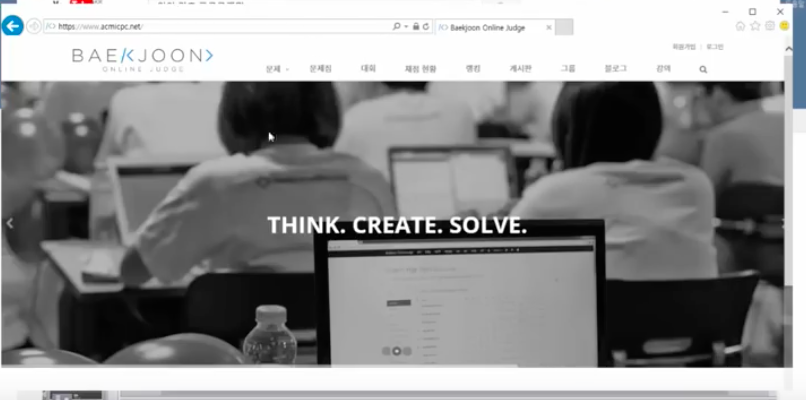 https://www.acmicpc.net/
Baekjoon Online Judge
회원가입 | 로그인
BAEKJOON>
ONLINE JUDGE
문제 문제집 대회 채점 현황 랭킹 게시판 그룹 블로그 강의
THINK. CREATE. SOLVE.